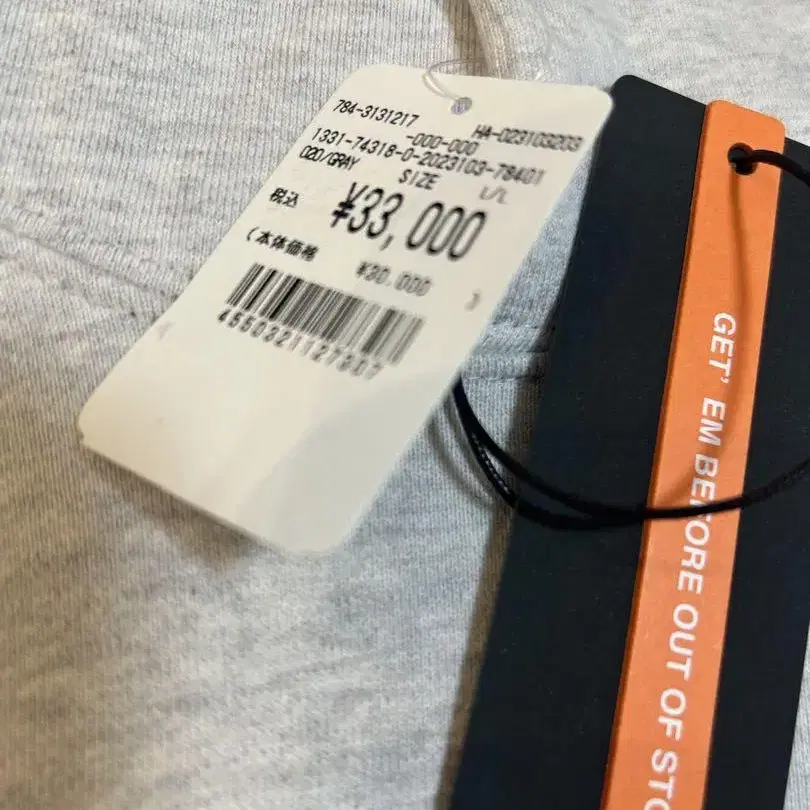 784-3131217
HA-023103203
-000-000
1331-74318-0-2023103-78401
020/GRAY
SIZE L/L
税込 ¥33,000
(本体価格 ¥30,000 )
4550321127907
GET' EM BEFORE OUT OF STO